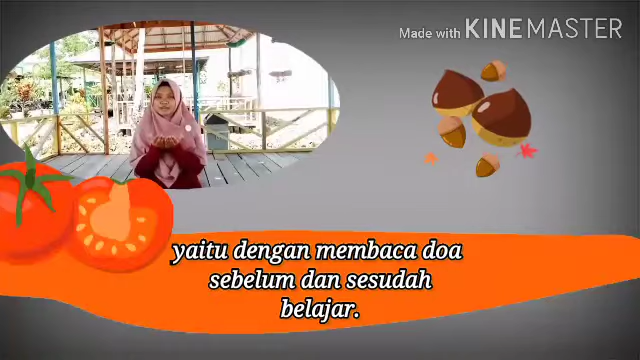 Made with KINEMASTER
yaitu dengan membaca doa
sebelum dan sesudah
belajar.